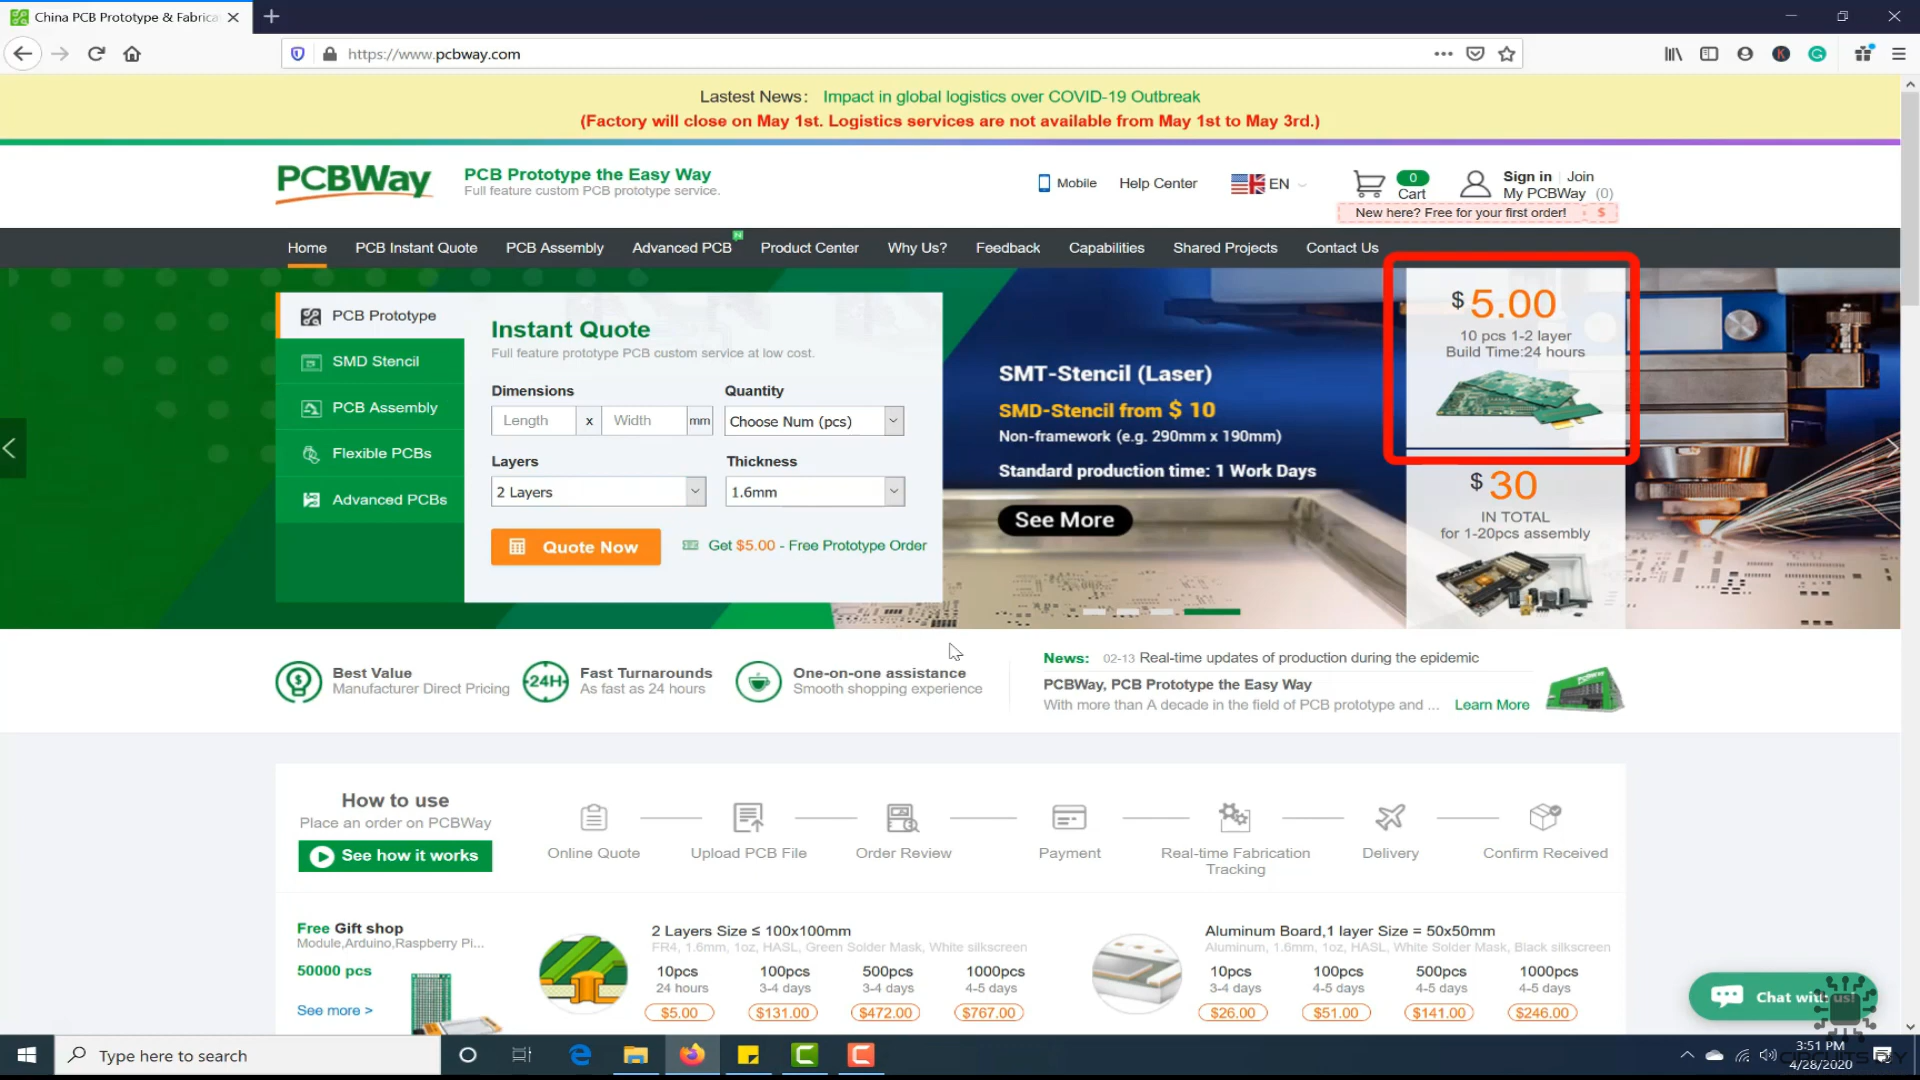 China PCB Prototype & Fabrica
https://www.pcbway.com
Lastest News: Impact in global logistics over COVID-19 Outbreak
(Factory will close on May 1st. Logistics services are not available from May 1st to May 3rd.)
PCBWay
PCB Prototype the Easy Way
Full feature custom PCB prototype service.
Mobile
Help Center
EN
0
Cart
Sign in
Join
My PCBWay (0)
New here? Free for your first order! $
Home
PCB Instant Quote
PCB Assembly
Advanced PCB
N
Product Center
Why Us?
Feedback
Capabilities
Shared Projects
Contact Us
PCB Prototype
SMD Stencil
PCB Assembly
Flexible PCBs
Advanced PCBs
Instant Quote
Full feature prototype PCB custom service at low cost.
Dimensions
Quantity
Length x Width mm
Choose Num (pcs)
Layers
Thickness
2 Layers
1.6mm
Quote Now
Get $5.00 - Free Prototype Order
SMT-Stencil (Laser)
SMD-Stencil from $ 10
Non-framework (e.g. 290mm x 190mm)
Standard production time: 1 Work Days
See More
$ 5.00
10 pcs 1-2 layer
Build Time:24 hours
$ 30
IN TOTAL
for 1-20pcs assembly
Best Value
Manufacturer Direct Pricing
24H
Fast Turnarounds
As fast as 24 hours
One-on-one assistance
Smooth shopping experience
News: 02-13 Real-time updates of production during the epidemic
PCBWay, PCB Prototype the Easy Way
With more than A decade in the field of PCB prototype and ... Learn More
How to use
Place an order on PCBWay
See how it works
Online Quote
Upload PCB File
Order Review
Payment
Real-time Fabrication
Tracking
Delivery
Confirm Received
Free Gift shop
Module,Arduino,Raspberry Pi...
50000 pcs
See more >
2 Layers Size ≤ 100x100mm
FR4, 1.6mm, 1oz, HASL, Green Solder Mask, White silkscreen
10pcs 100pcs 500pcs 1000pcs
24 hours 3-4 days 3-4 days 4-5 days
$5.00 $131.00 $472.00 $767.00
Aluminum Board,1 layer Size = 50x50mm
Aluminum, 1.6mm, 1oz, HASL, White Solder Mask, Black silkscreen
10pcs 100pcs 500pcs 1000pcs
3-4 days 4-5 days 4-5 days 4-5 days
$26.00 $51.00 $141.00 $246.00
Chat with us!
Type here to search
3:51 PM
4/28/2020